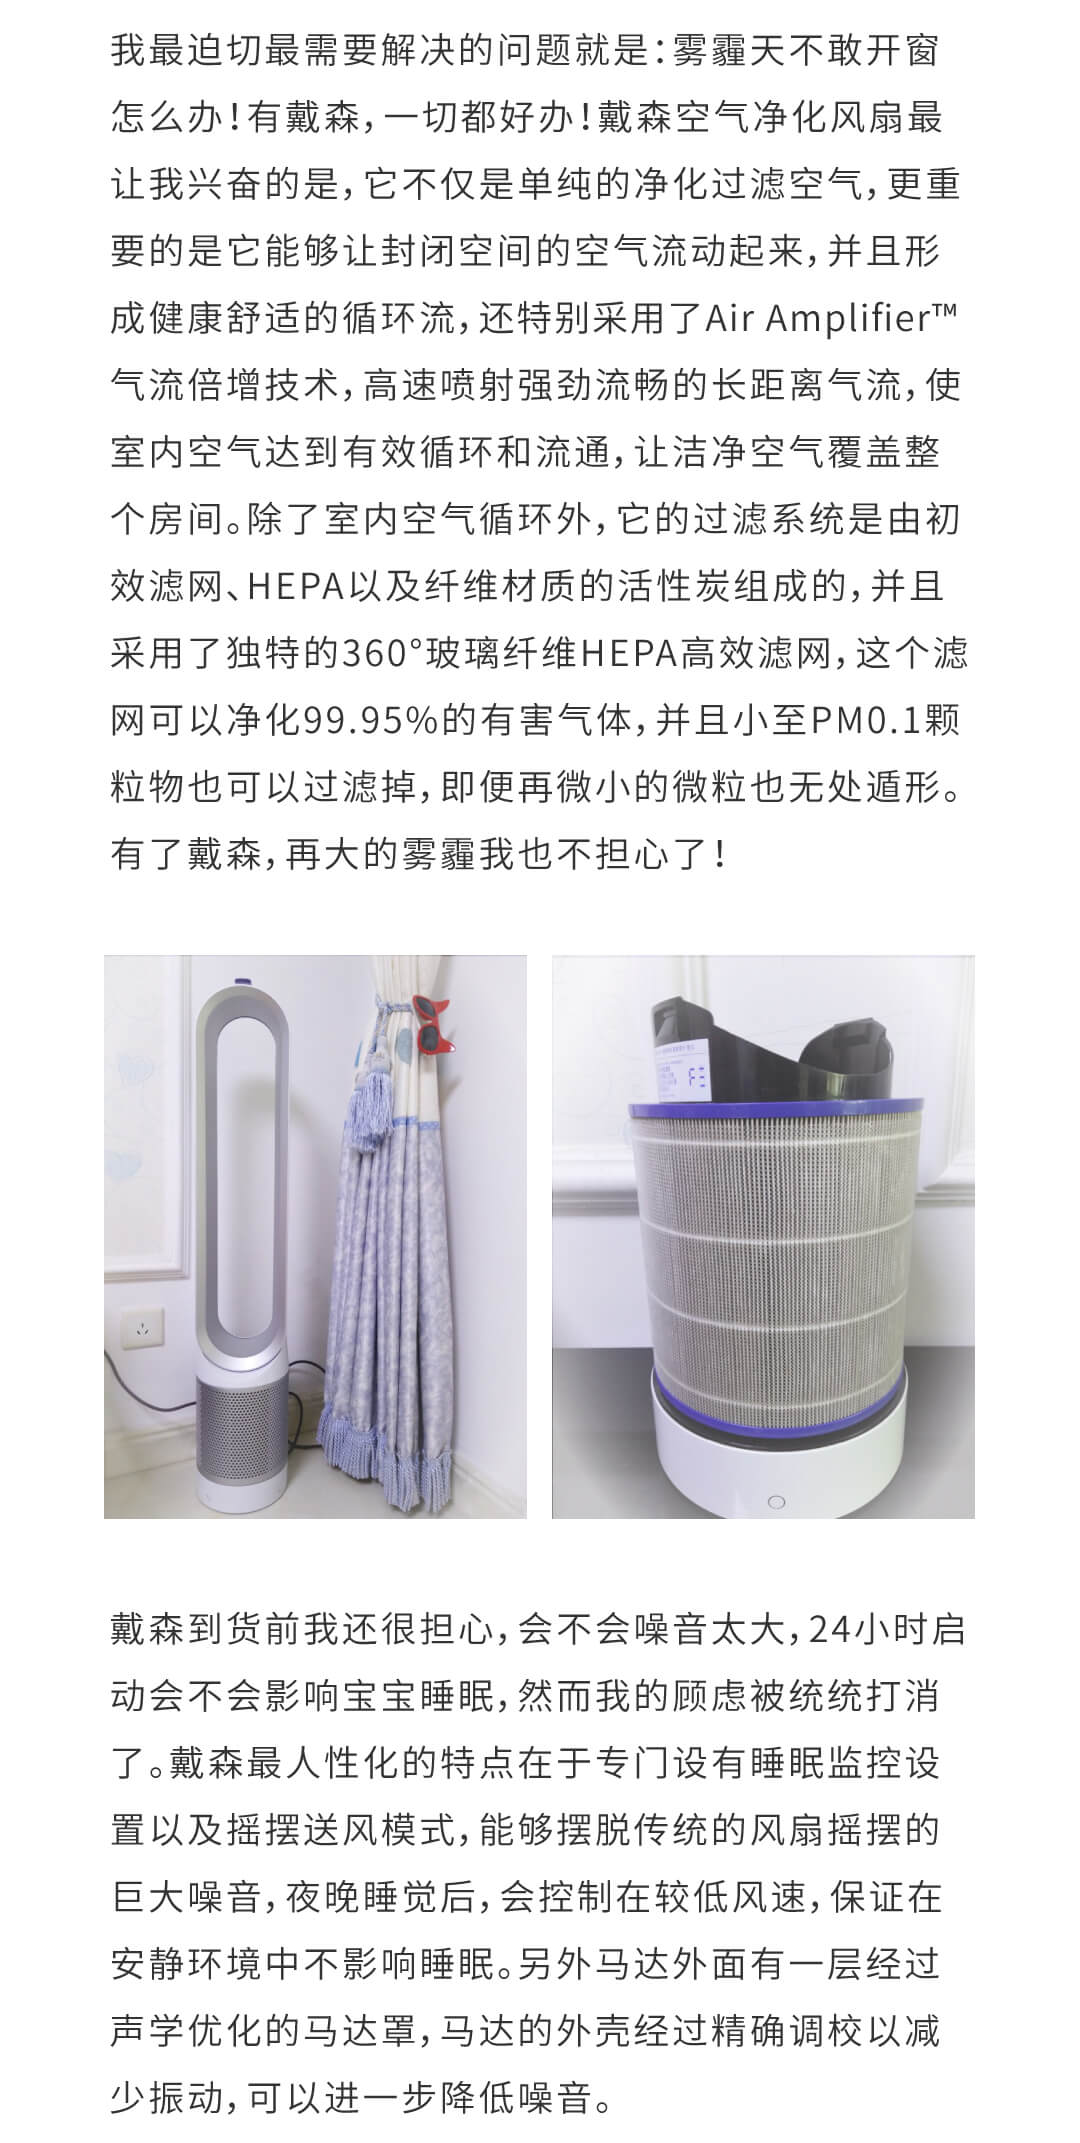 我最迫切最需要解决的问题就是：雾霾天不敢开窗
怎么办！有戴森，一切都好办！戴森空气净化风扇最
让我兴奋的是，它不仅是单纯的净化过滤空气，更重
要的是它能够让封闭空间的空气流动起来，并且形
成健康舒适的循环流，还特别采用了Air Amplifier™
气流倍增技术，高速喷射强劲流畅的长距离气流，使
室内空气达到有效循环和流通，让洁净空气覆盖整
个房间。除了室内空气循环外，它的过滤系统是由初
效滤网、HEPA以及纤维材质的活性炭组成的，并且
采用了独特的360°玻璃纤维HEPA高效滤网，这个滤
网可以净化99.95%的有害气体，并且小至PM0.1颗
粒物也可以过滤掉，即便再微小的微粒也无处遁形。
有了戴森，再大的雾霾我也不担心了！
戴森到货前我还很担心，会不会噪音太大，24小时启
动会不会影响宝宝睡眠，然而我的顾虑被统统打消
了。戴森最人性化的特点在于专门设有睡眠监控设
置以及摇摆送风模式，能够摆脱传统的风扇摇摆的
巨大噪音，夜晚睡觉后，会控制在较低风速，保证在
安静环境中不影响睡眠。另外马达外面有一层经过
声学优化的马达罩，马达的外壳经过精确调校以减
少振动，可以进一步降低噪音。